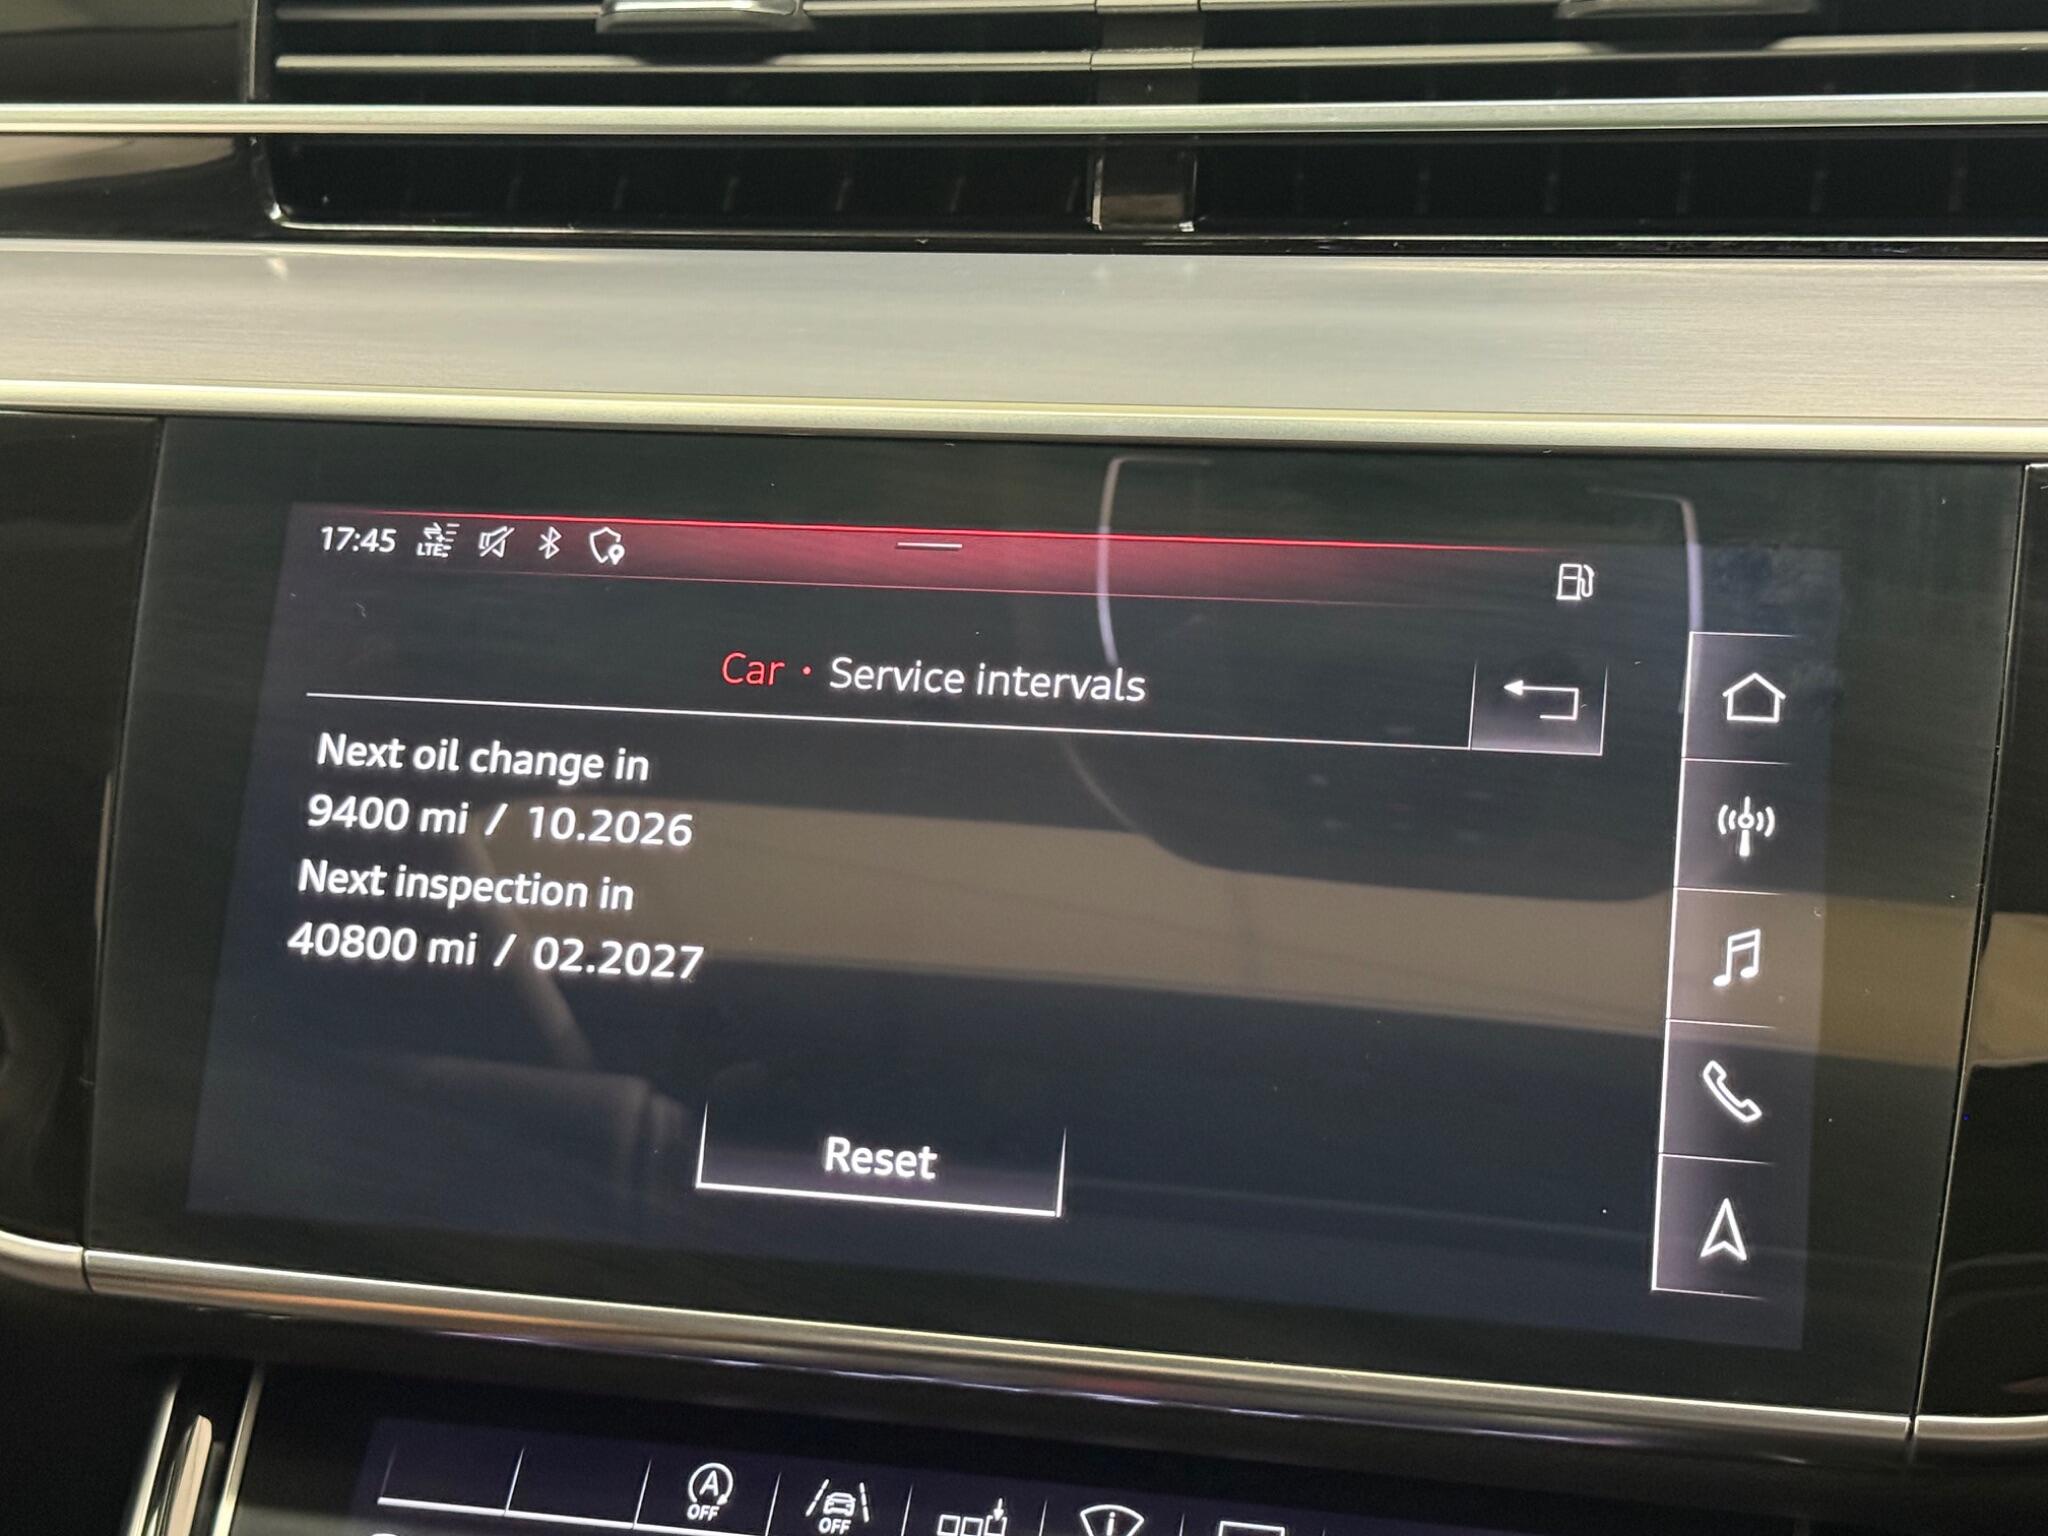 17:45 LTE
Car · Service intervals
Next oil change in
9400 mi / 10.2026
Next inspection in
40800 mi / 02.2027
Reset
A
OFF
OFF
i